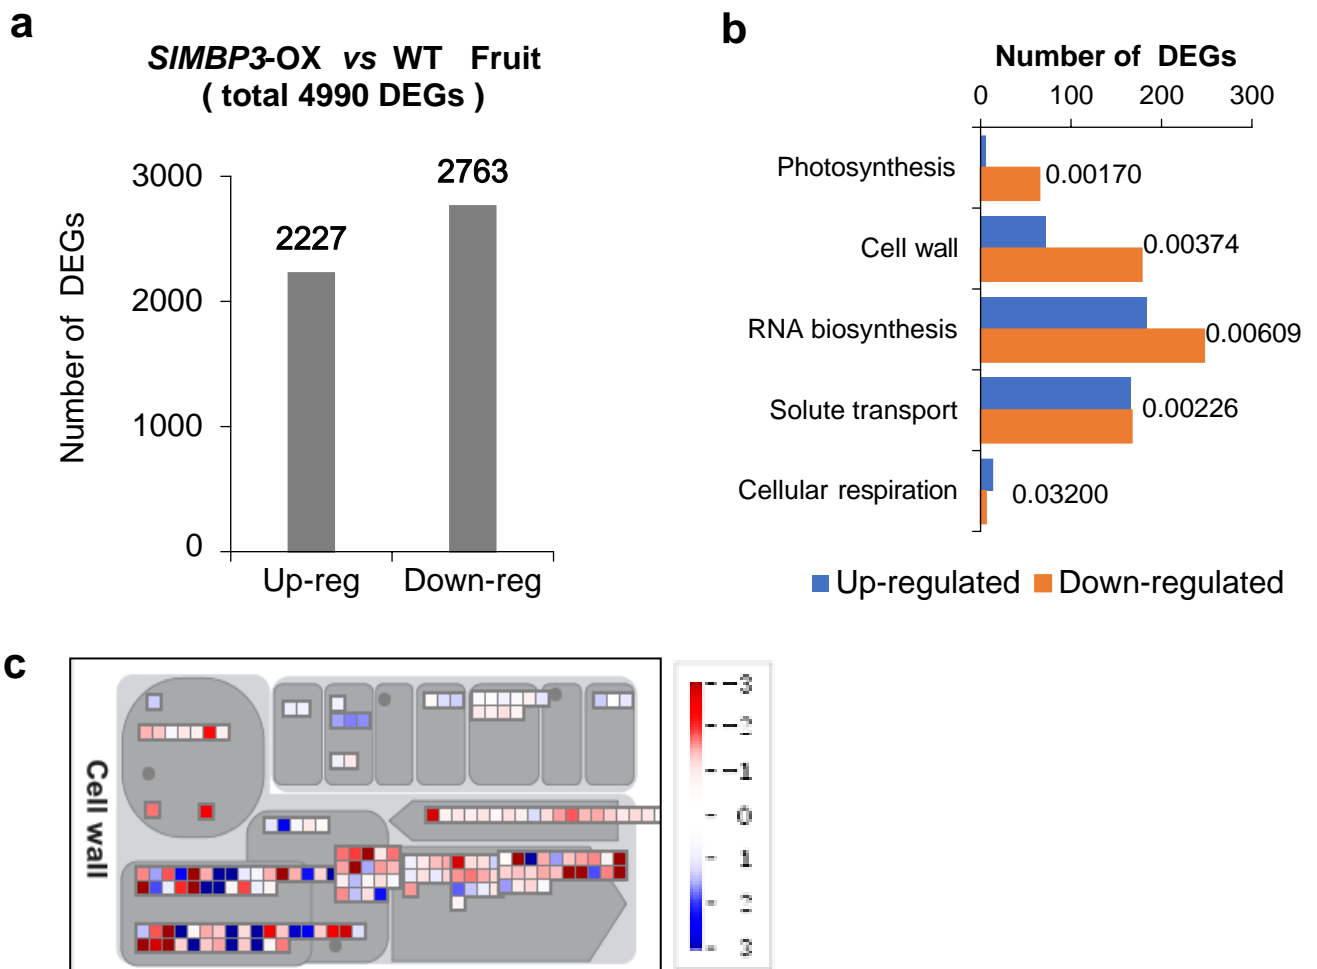 a
SlMBP3-OX vs WT Fruit
( total 4990 DEGs )
Number of DEGs
3000
2000
1000
0
2227
2763
Up-reg
Down-reg
b
Number of DEGs
0 100 200 300
Photosynthesis 0.00170
Cell wall 0.00374
RNA biosynthesis 0.00609
Solute transport 0.00226
Cellular respiration 0.03200
Up-regulated Down-regulated
c
Cell wall
3
2
1
0
1
2
3